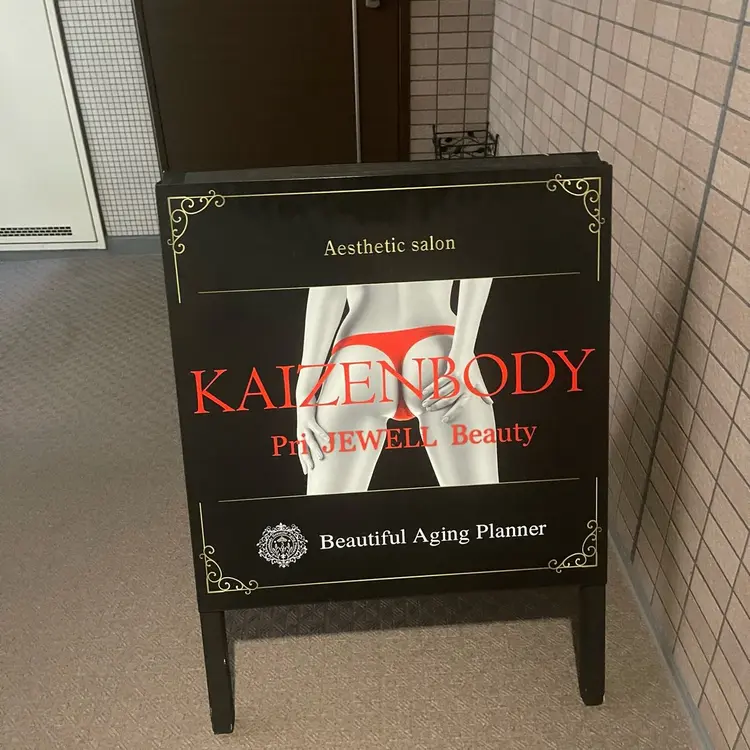 Aesthetic salon
KAIZENBODY
Pri JEWELL Beauty
Beautiful Aging Planner